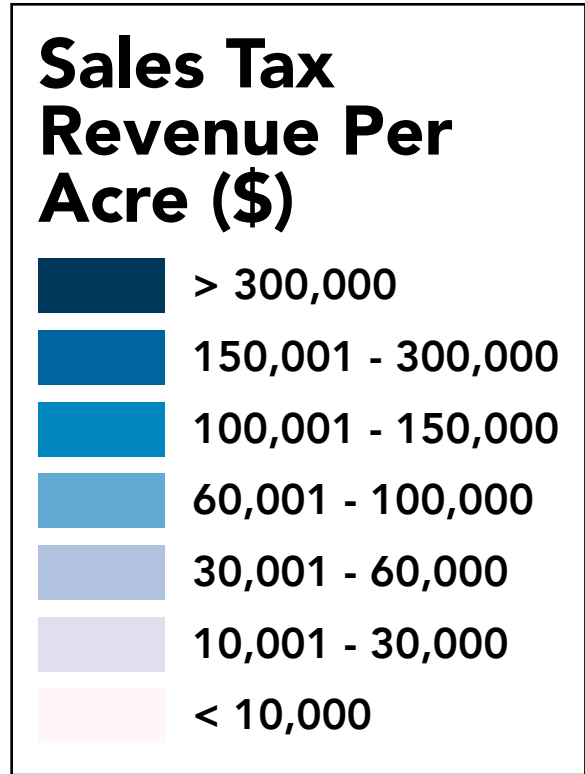 Sales Tax
Revenue Per
Acre ($)
> 300,000
150,001 - 300,000
100,001 - 150,000
60,001 - 100,000
30,001 - 60,000
10,001 - 30,000
< 10,000